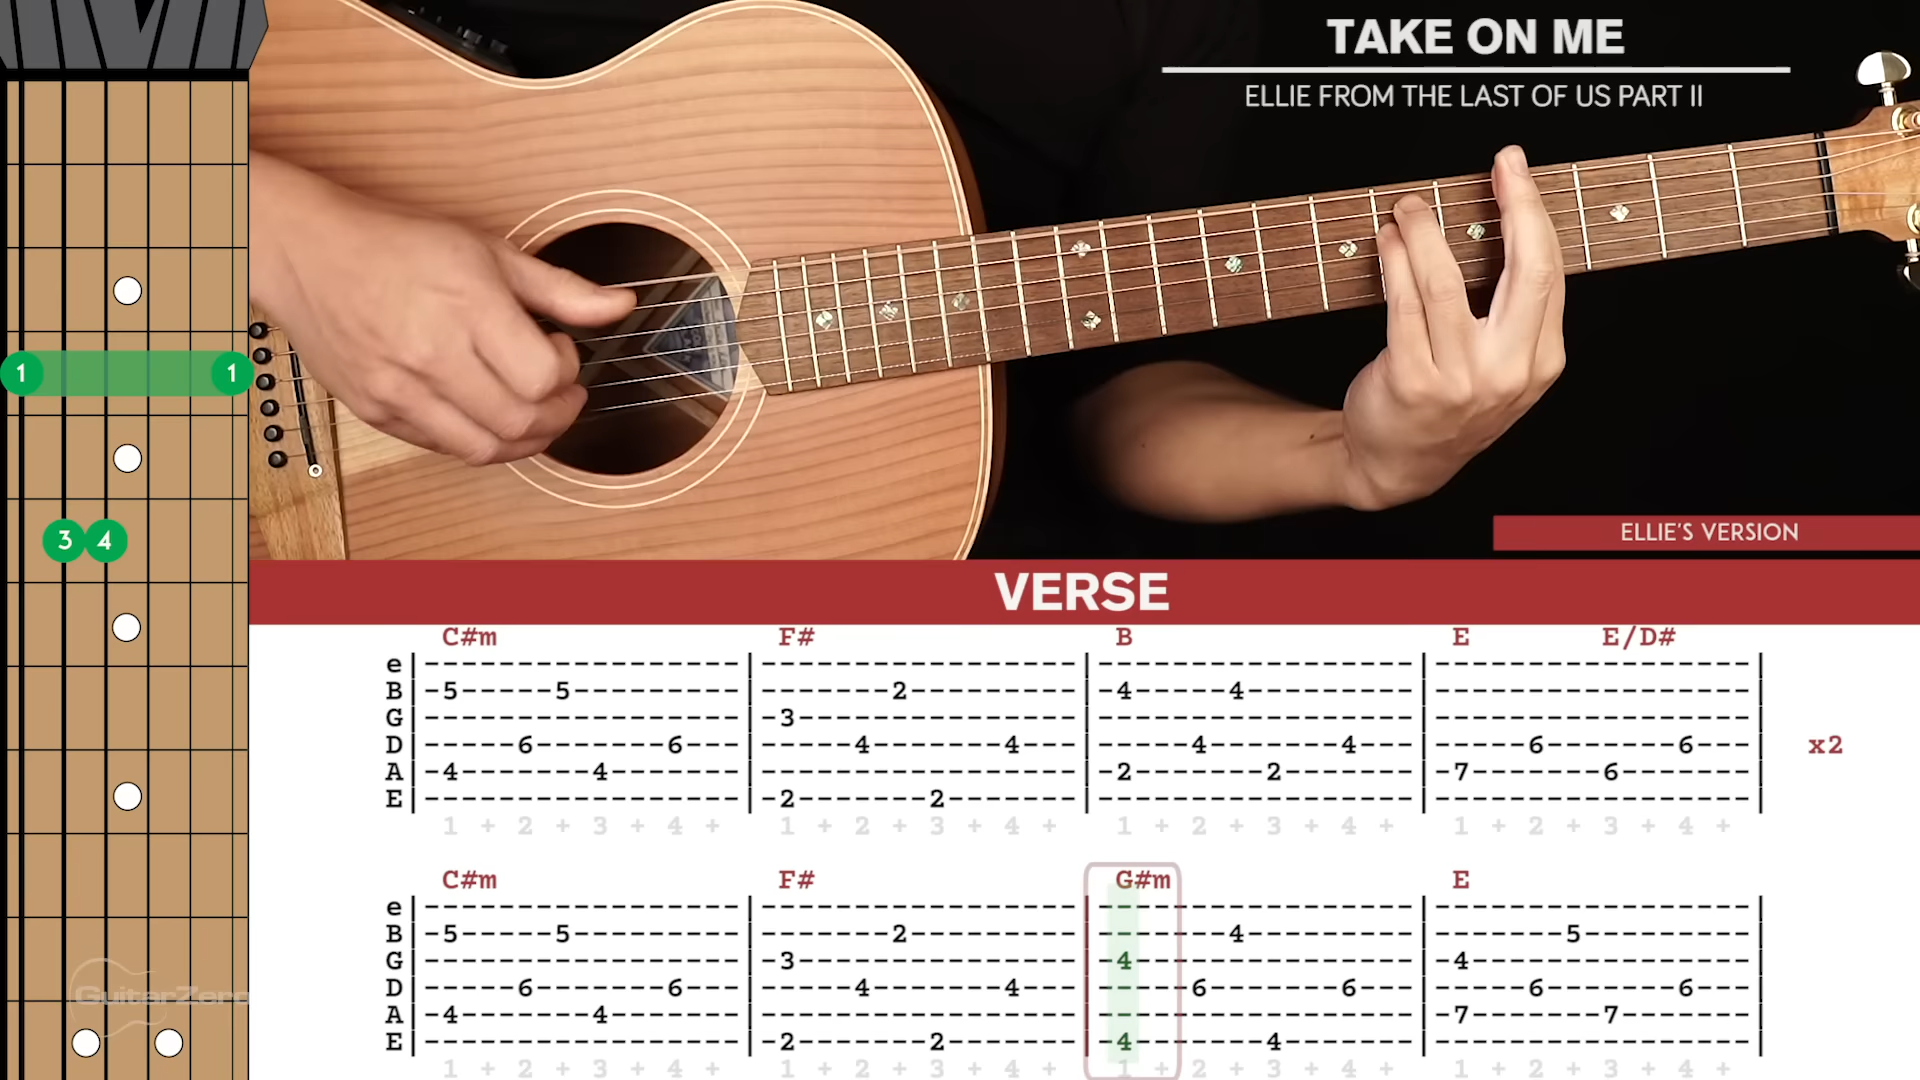 TAKE ON ME
ELLIE FROM THE LAST OF US PART II
1 1
3 4
ELLIE'S VERSION
VERSE
C#m F# B E E/D#
e|-----------------|-----------------|-----------------|-----------------|
B|-5-----5---------|-------2---------|-4-----4---------|-----------------|
G|-----------------|-3---------------|-----------------|-----------------|
D|-----6-------6---|-----4-------4---|-----4-------4---|-----6-------6---| x2
A|-4-------4-------|-----------------|-2-------2-------|-7-------6-------|
E|-----------------|-2-------2-------|-----------------|-----------------|
1 + 2 + 3 + 4 + 1 + 2 + 3 + 4 + 1 + 2 + 3 + 4 + 1 + 2 + 3 + 4 +
C#m F# G#m E
e|-----------------|-----------------|-----------------|-----------------|
B|-5-----5---------|-------2---------|-------4---------|-------5---------|
G|-----------------|-3---------------|-4---------------|-4---------------|
D|-----6-------6---|-----4-------4---|-----6-------6---|-----6-------6---|
A|-4-------4-------|-----------------|-----------------|-7-------7-------|
E|-----------------|-2-------2-------|-4-------4-------|-----------------|
1 + 2 + 3 + 4 + 1 + 2 + 3 + 4 + 1 + 2 + 3 + 4 + 1 + 2 + 3 + 4 +
GuitarZero